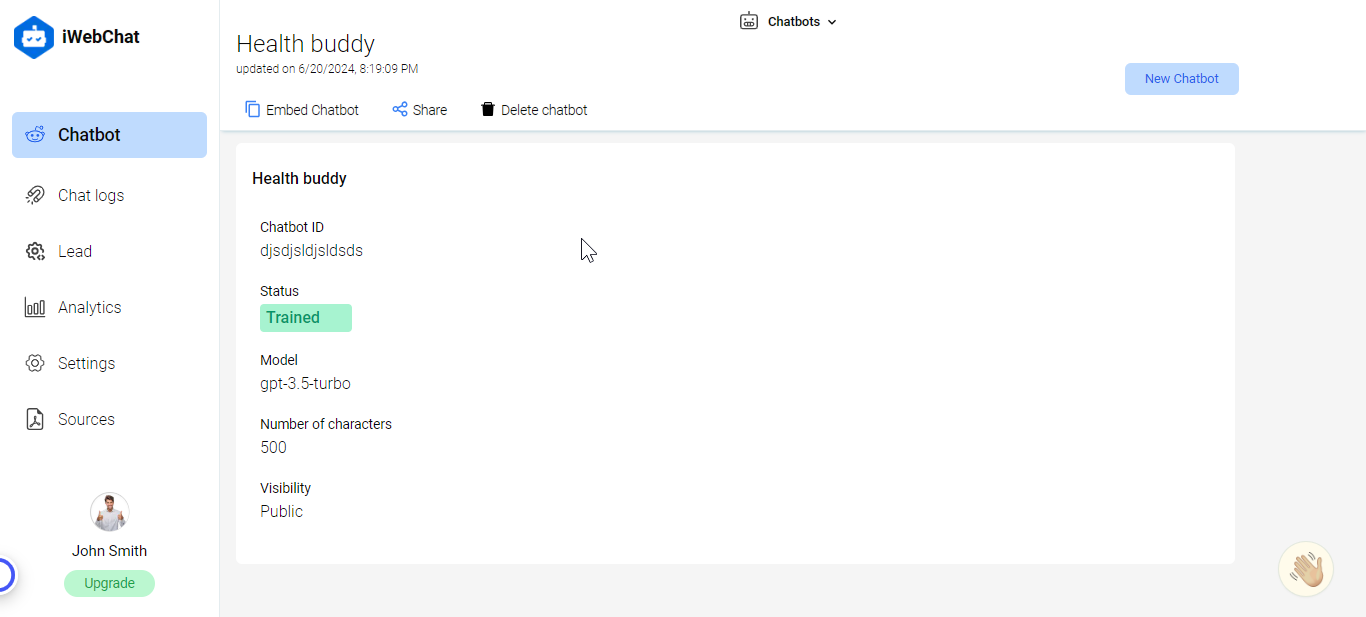 iWebChat
Chatbots
Health buddy
updated on 6/20/2024, 8:19:09 PM
New Chatbot
Embed Chatbot Share Delete chatbot
Chatbot
Chat logs
Lead
Analytics
Settings
Sources
John Smith
Upgrade
Health buddy
Chatbot ID
djsdjsldjsldsds
Status
Trained
Model
gpt-3.5-turbo
Number of characters
500
Visibility
Public